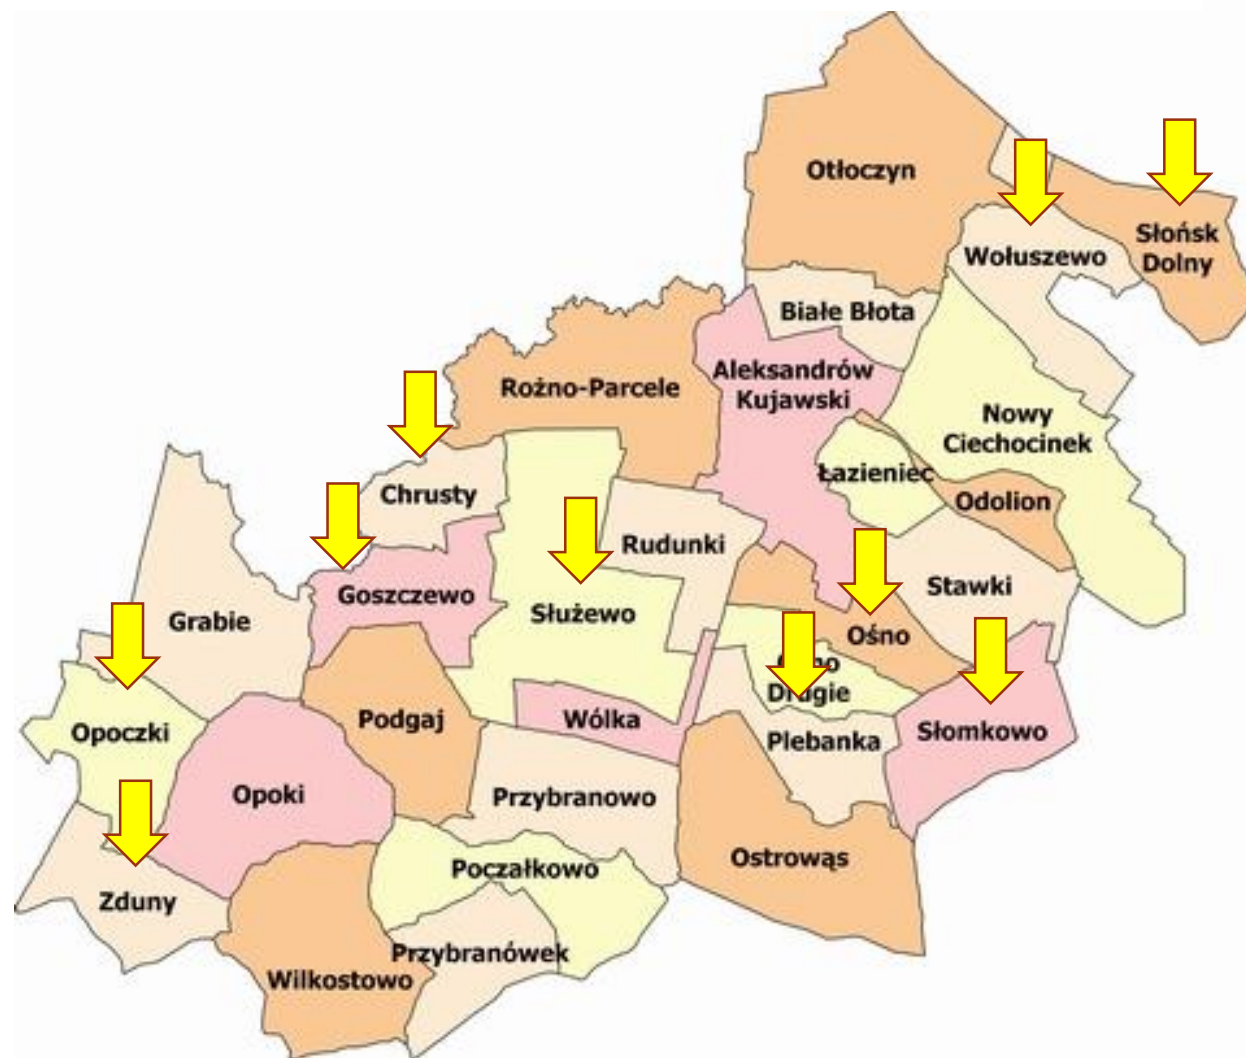 Otłoczyn
Słońsk
Dolny
Wołuszewo
Białe Błota
Aleksandrów
Kujawski
Rożno-Parcele
Nowy
Ciechocinek
Łazieniec
Odolion
Chrusty
Rudunki
Stawki
Goszczewo
Służewo
Grabie
Ośno
Drugie
Podgaj
Wólka
Opoczki
Plebanka
Słomkowo
Opoki
Przybranowo
Ostrowąs
Poczałkowo
Zduny
Przybranówek
Wilkostowo